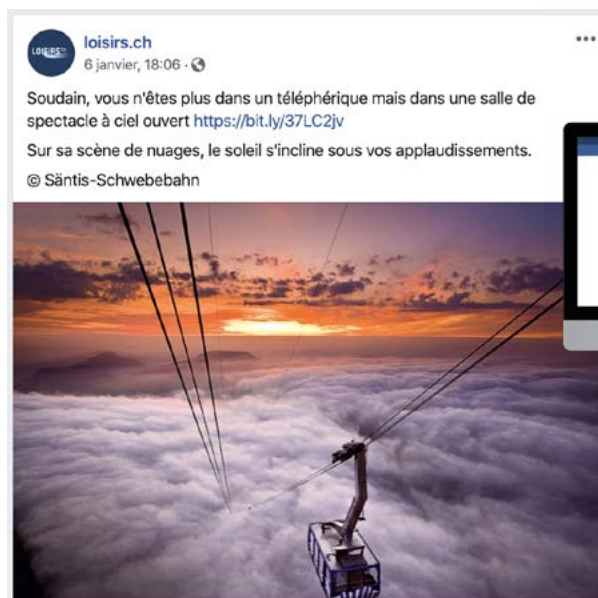 LOISIRS.ch
loisirs.ch
6 janvier, 18:06 ·
Soudain, vous n'êtes plus dans un téléphérique mais dans une salle de
spectacle à ciel ouvert https://bit.ly/37LC2jv
Sur sa scène de nuages, le soleil s'incline sous vos applaudissements.
© Säntis-Schwebebahn